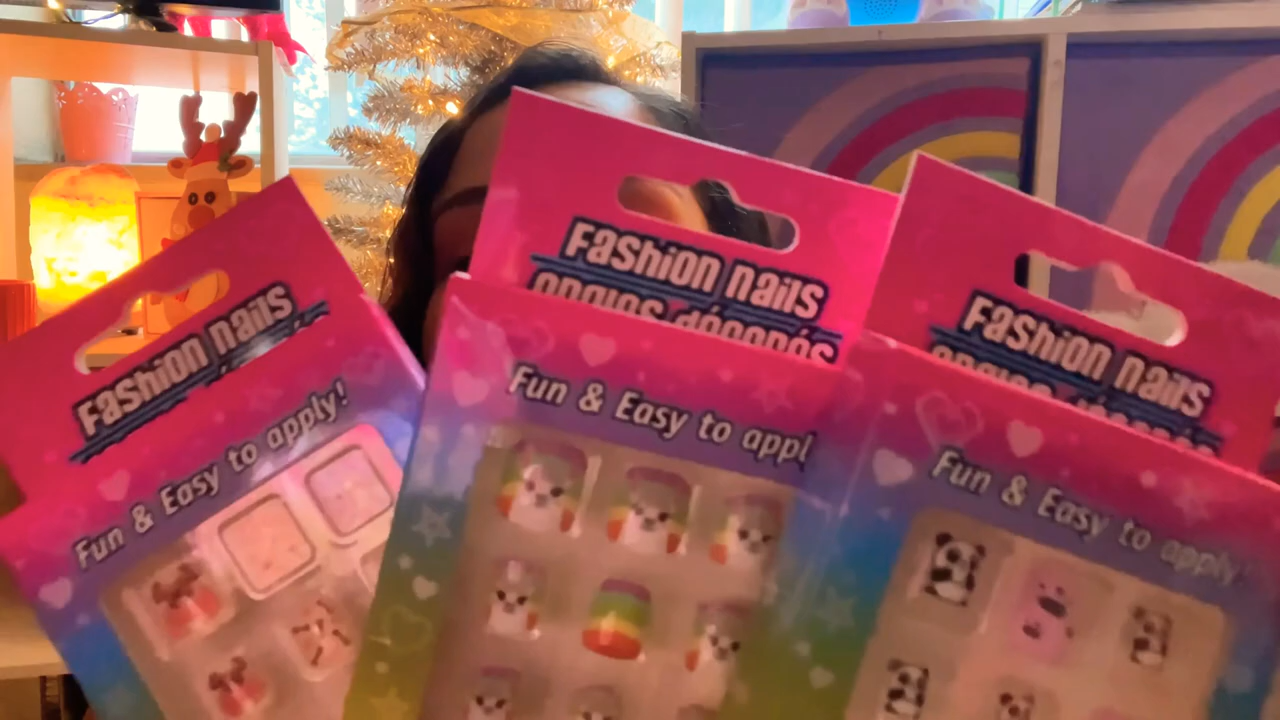 Fashion nails
Fun & Easy to apply!
Fashion nails
ongles décorés
Fun & Easy to appl
Fashion nails
Fun & Easy to apply!